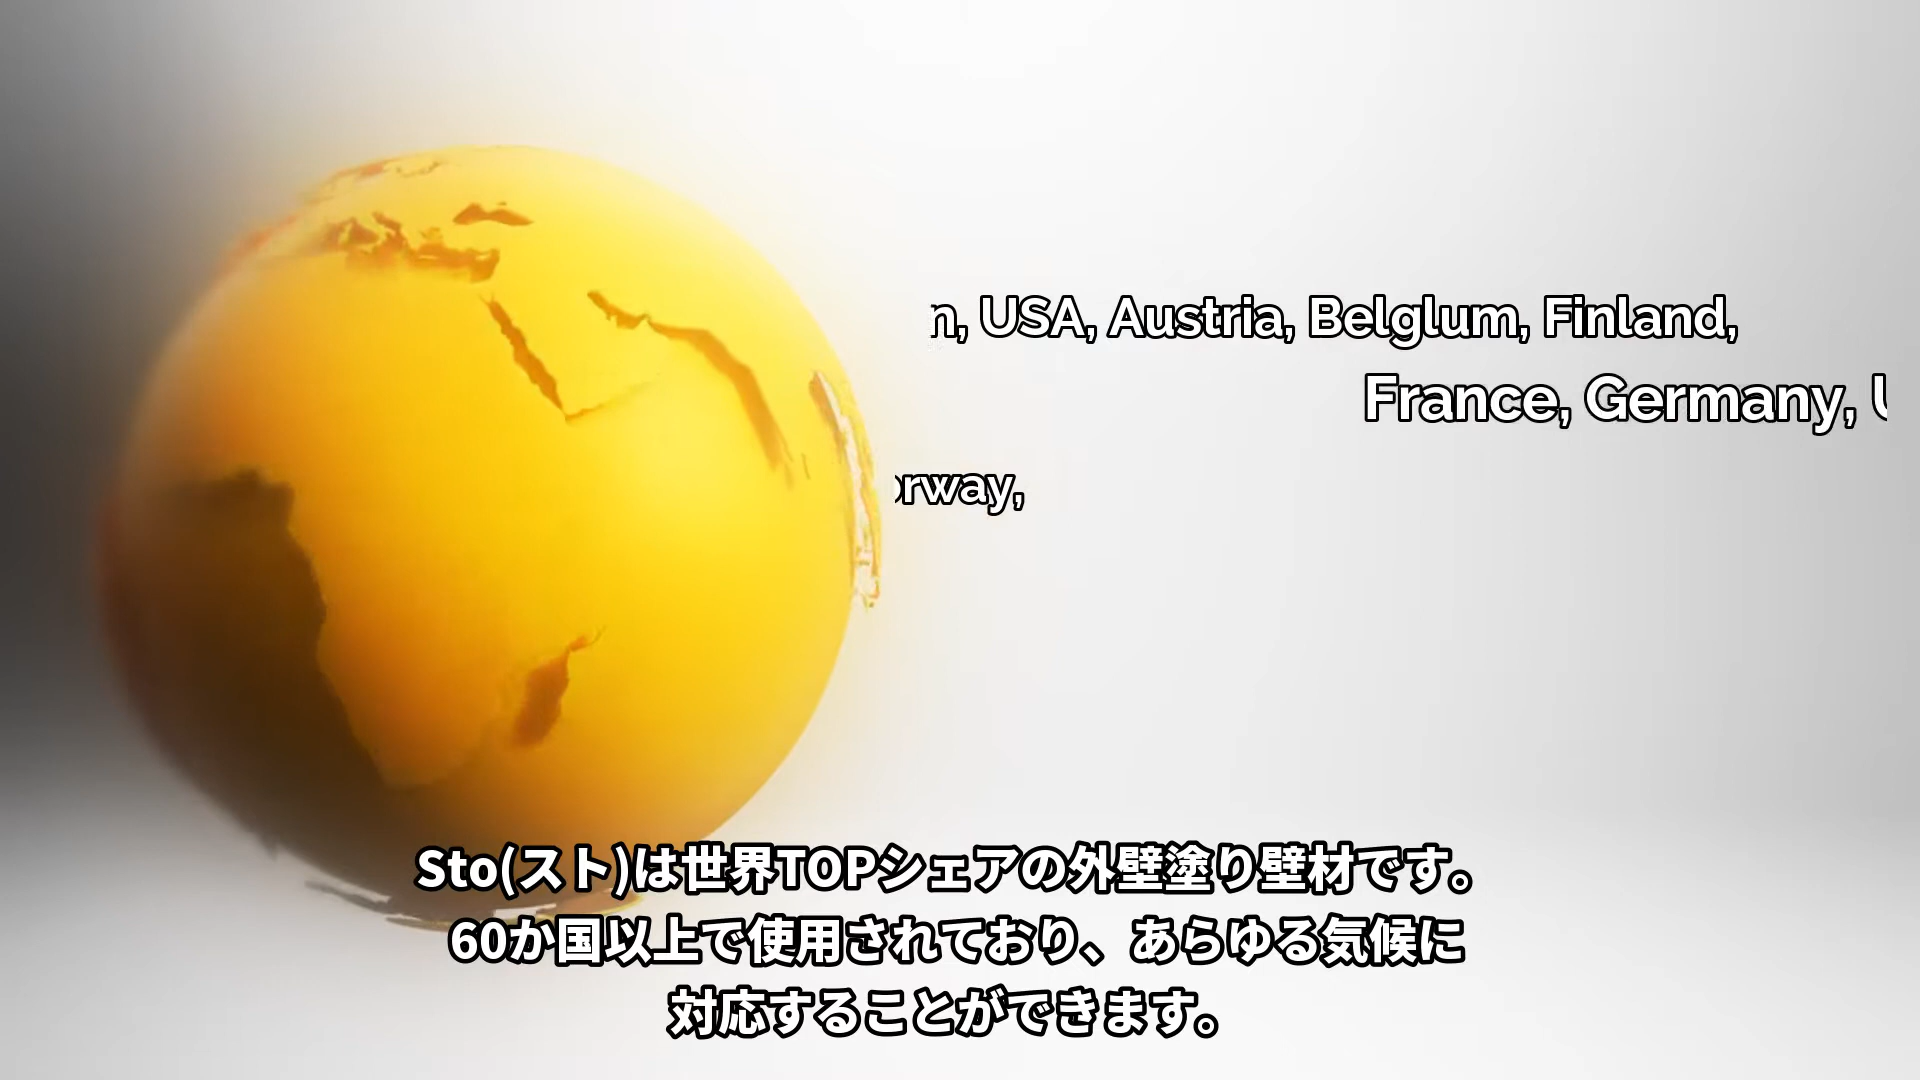 n, USA, Austria, Belglum, Finland,
France, Germany,
orway,
Sto(スト)は世界TOPシェアの外壁塗り壁材です。
60か国以上で使用されており、あらゆる気候に
対応することができます。